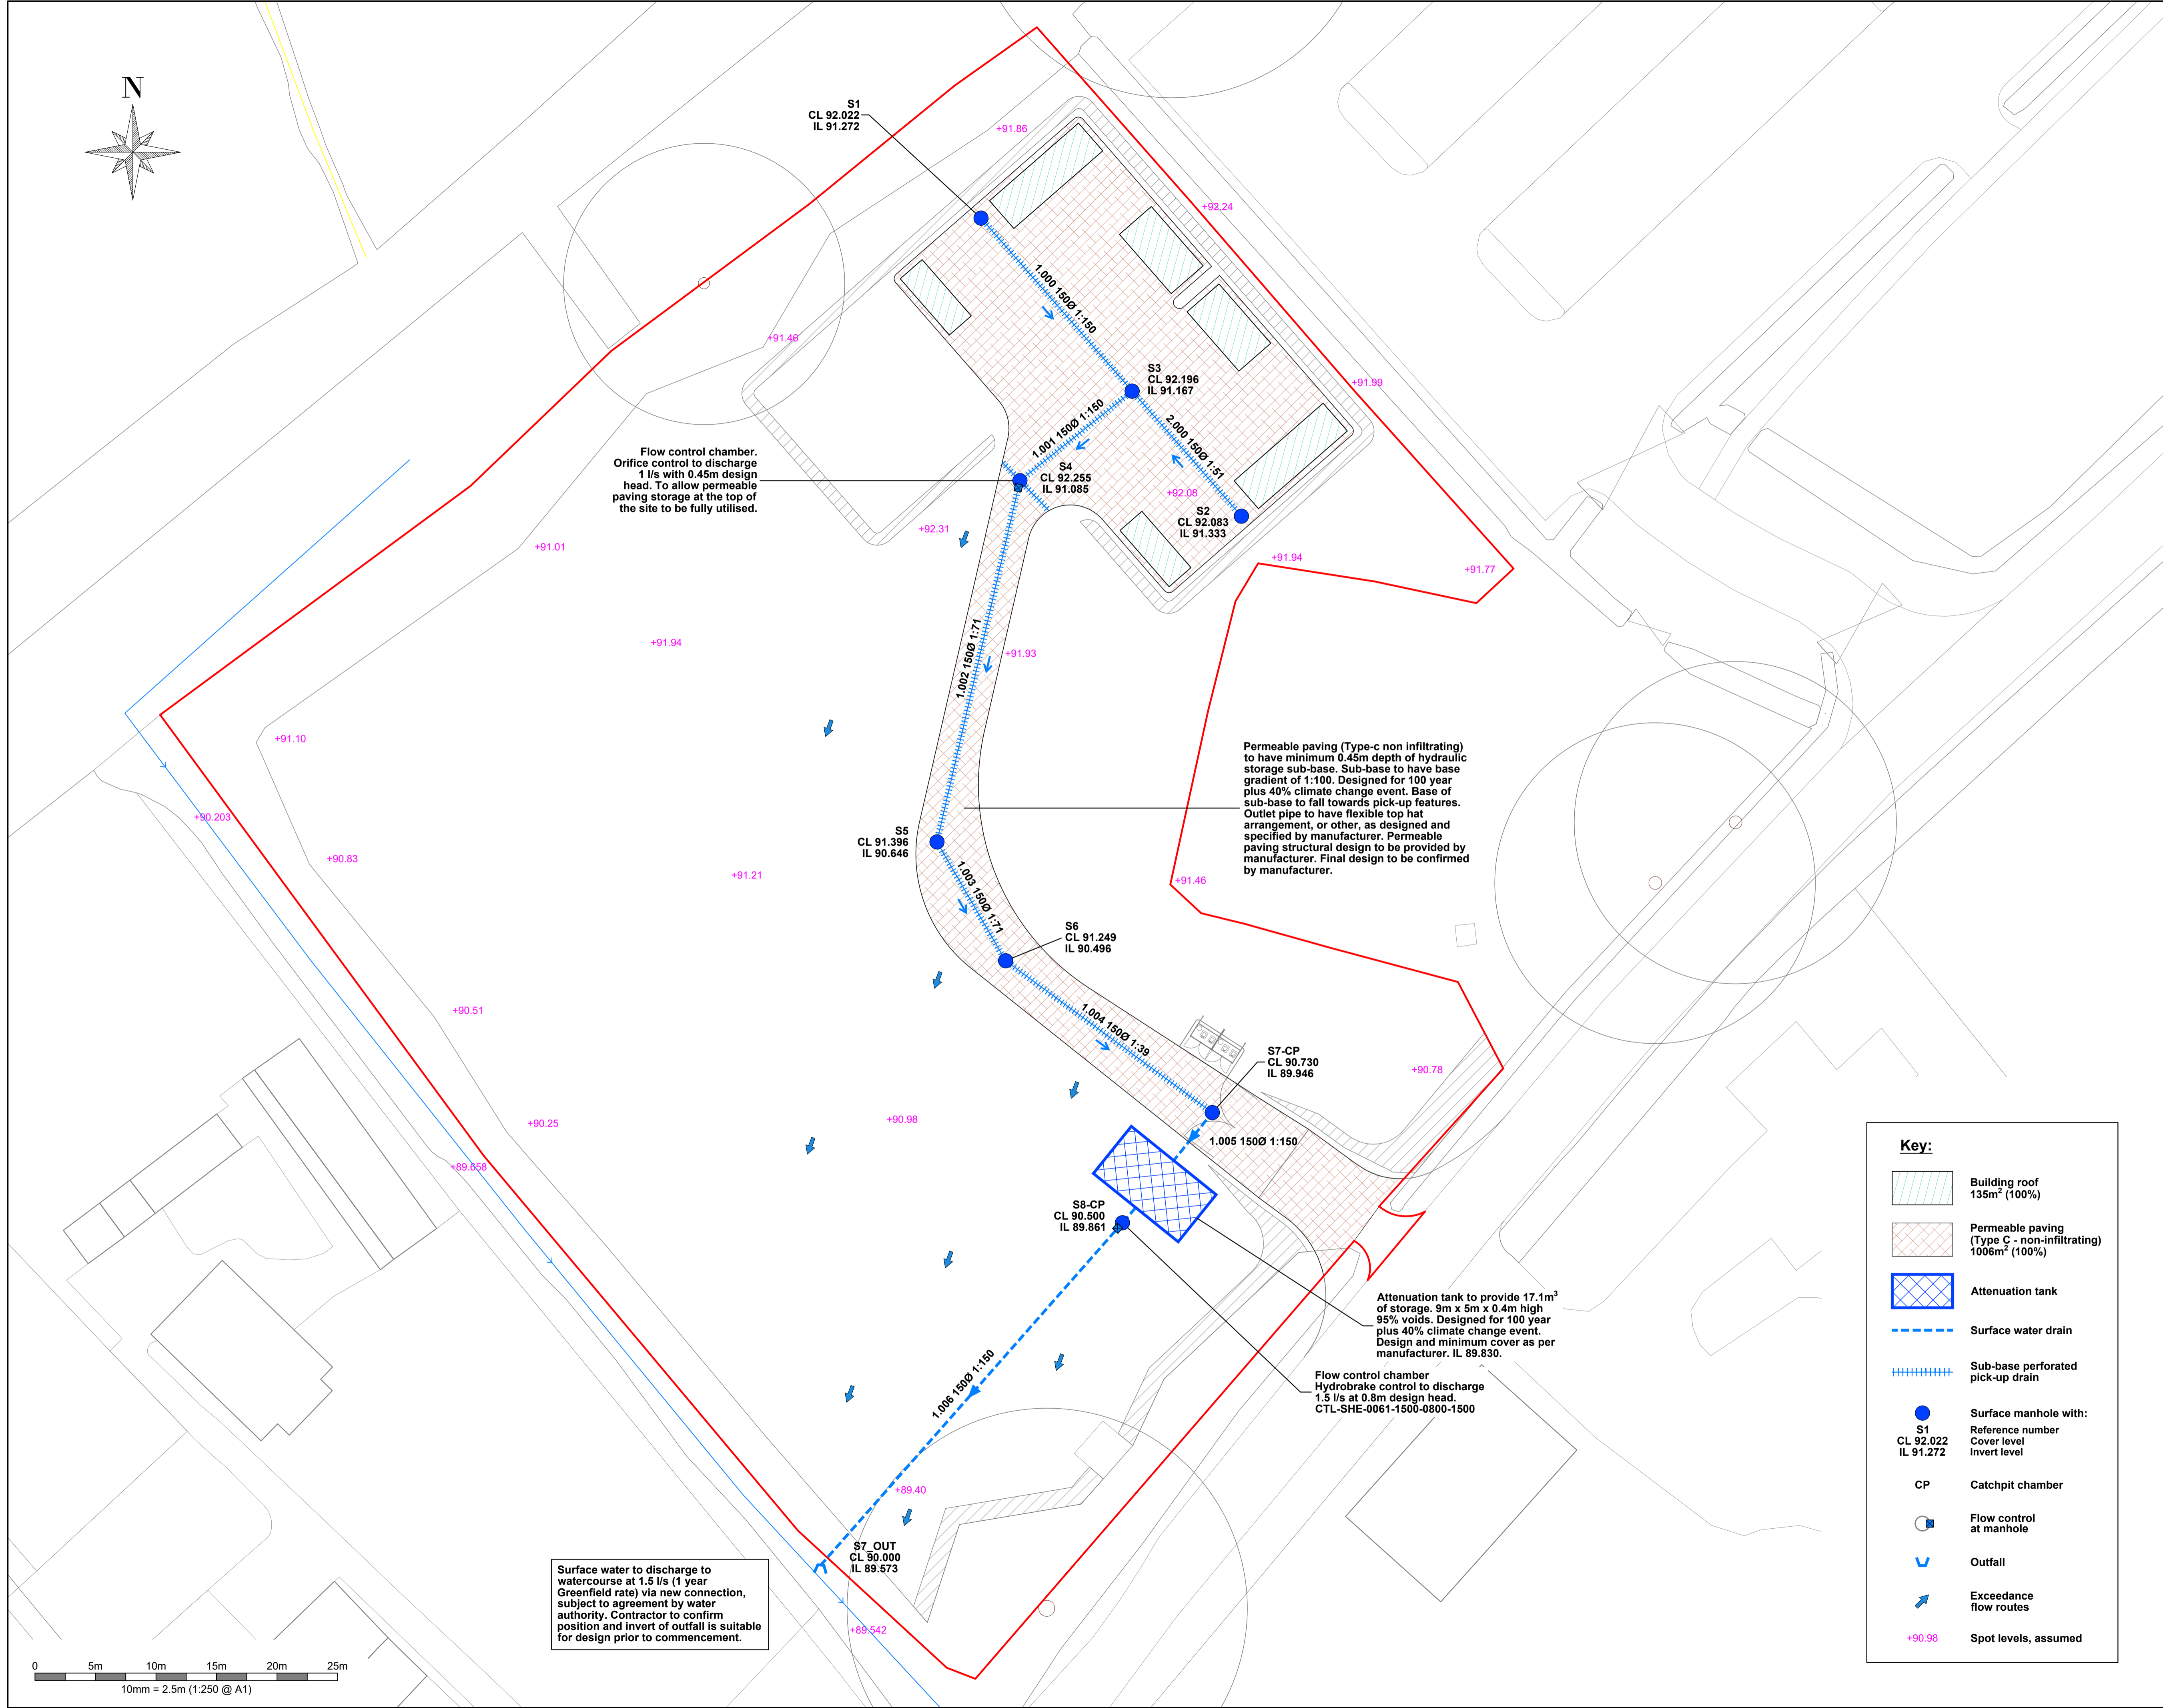 N
S1
CL 92.022
IL 91.272
+91.86
+92.24
+91.46
1.000 150Ø 1:150
S3
CL 92.196
IL 91.167
+91.99
1.001 150Ø 1:150
2.000 150Ø 1:51
Flow control chamber.
Orifice control to discharge
1 l/s with 0.45m design
head. To allow permeable
paving storage at the top of
the site to be fully utilised.
S4
CL 92.255
IL 91.085
+92.08
S2
CL 92.083
IL 91.333
+92.31
+91.01
+91.94
+91.77
+91.94
+91.93
1.002 150Ø 1:71
+91.10
Permeable paving (Type-c non infiltrating)
to have minimum 0.45m depth of hydraulic
storage sub-base. Sub-base to have base
gradient of 1:100. Designed for 100 year
plus 40% climate change event. Base of
sub-base to fall towards pick-up features.
Outlet pipe to have flexible top hat
arrangement, or other, as designed and
specified by manufacturer. Permeable
paving structural design to be provided by
manufacturer. Final design to be confirmed
by manufacturer.
+90.203
S5
CL 91.396
IL 90.646
+90.83
+91.21
+91.46
1.003 150Ø 1:71
S6
CL 91.249
IL 90.496
+90.51
1.004 150Ø 1:39
S7-CP
CL 90.730
IL 89.946
+90.78
+90.25
+90.98
1.005 150Ø 1:150
+89.658
S8-CP
CL 90.500
IL 89.861
Attenuation tank to provide 17.1m³
of storage. 9m x 5m x 0.4m high
95% voids. Designed for 100 year
plus 40% climate change event.
Design and minimum cover as per
manufacturer. IL 89.830.
Flow control chamber
Hydrobrake control to discharge
1.5 l/s at 0.8m design head.
CTL-SHE-0061-1500-0800-1500
1.006 150Ø 1:150
+89.40
S7_OUT
CL 90.000
IL 89.573
+89.542
Surface water to discharge to
watercourse at 1.5 l/s (1 year
Greenfield rate) via new connection,
subject to agreement by water
authority. Contractor to confirm
position and invert of outfall is suitable
for design prior to commencement.
0 5m 10m 15m 20m 25m
10mm = 2.5m (1:250 @ A1)
Key:
Building roof
135m² (100%)
Permeable paving
(Type C - non-infiltrating)
1006m² (100%)
Attenuation tank
Surface water drain
Sub-base perforated
pick-up drain
Surface manhole with:
S1 Reference number
CL 92.022 Cover level
IL 91.272 Invert level
CP Catchpit chamber
Flow control
at manhole
Outfall
Exceedance
flow routes
+90.98 Spot levels, assumed